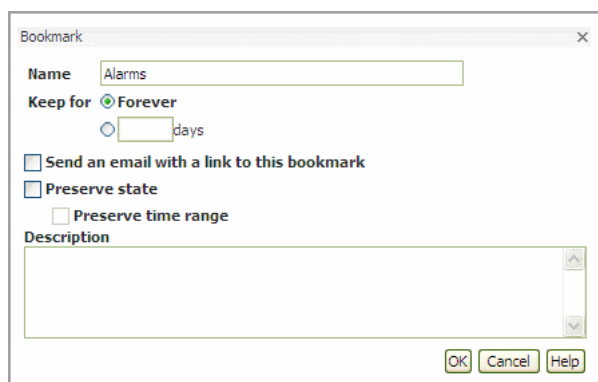 Bookmark
Name Alarms
Keep for Forever
days
Send an email with a link to this bookmark
Preserve state
Preserve time range
Description
OK Cancel Help